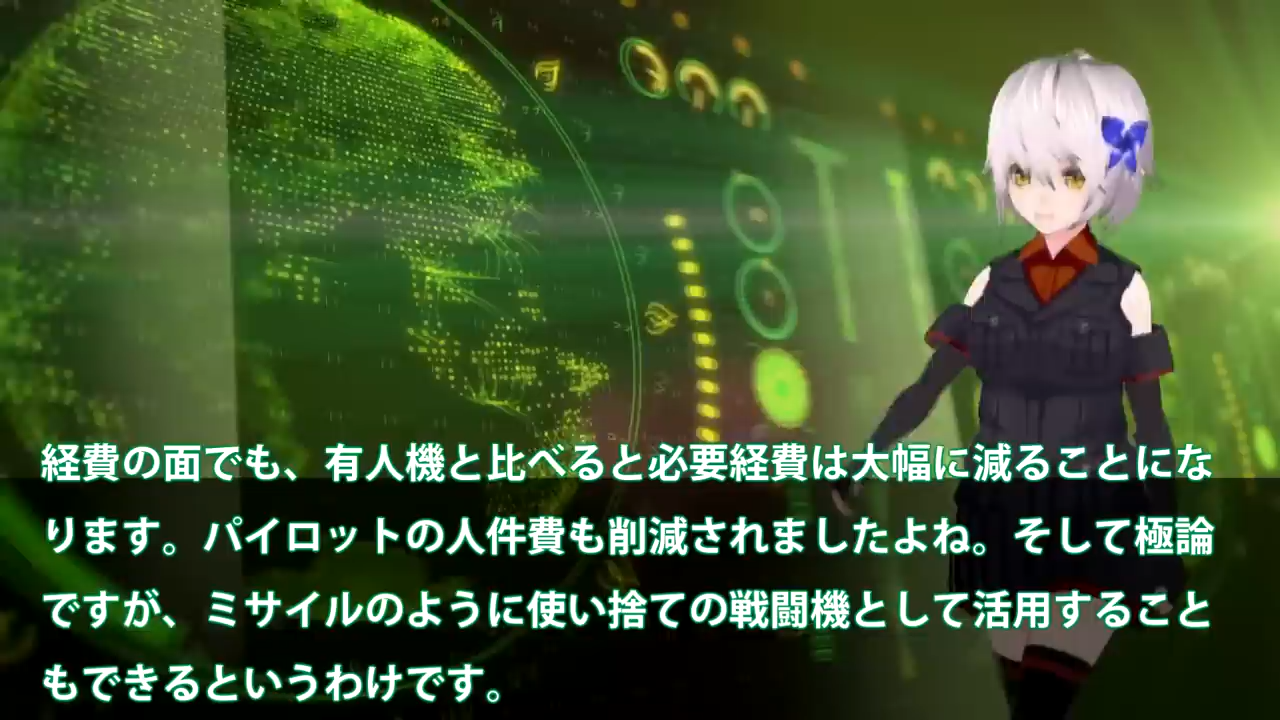 経費の面でも、有人機と比べると必要経費は大幅に減ることにな
ります。パイロットの人件費も削減されましたよね。そして極論
ですが、ミサイルのように使い捨ての戦闘機として活用すること
もできるというわけです。